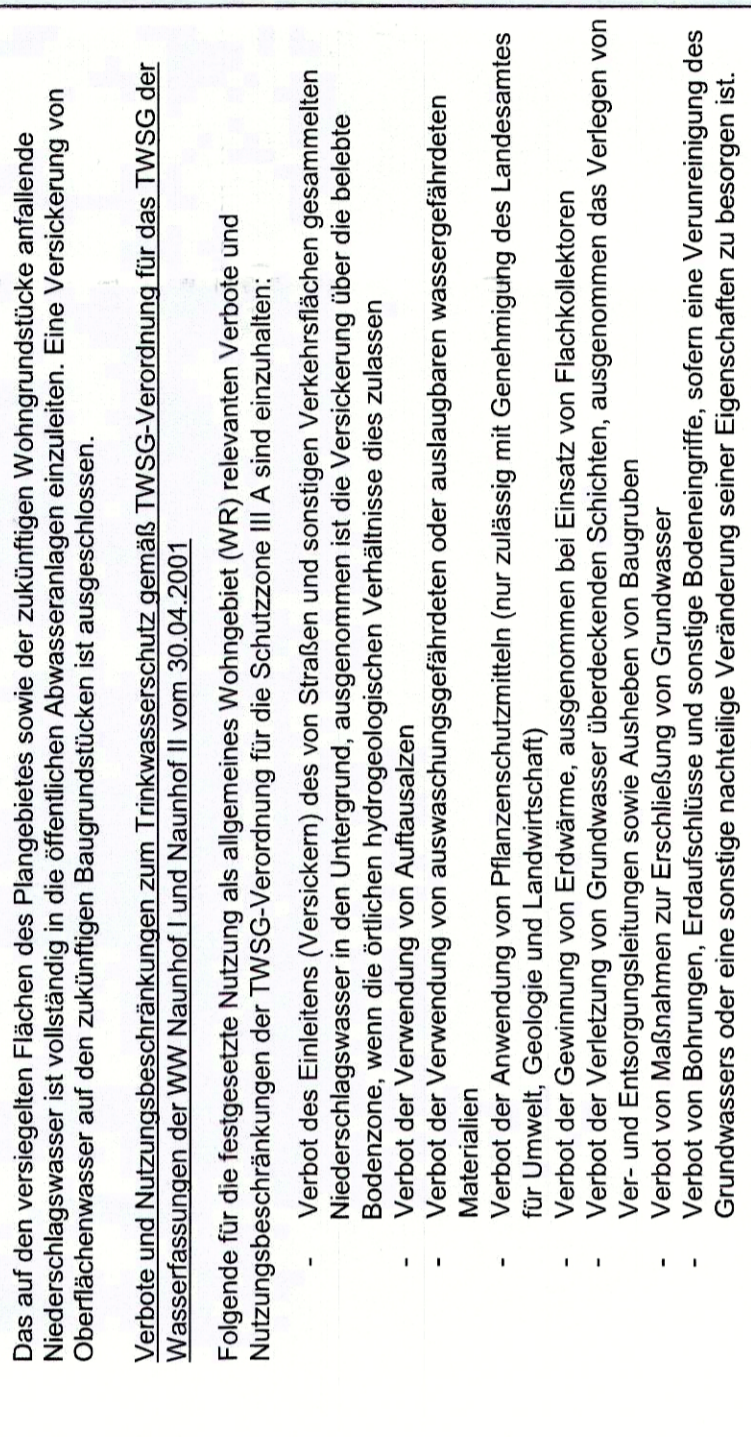 Das auf den versiegelten Flächen des Plangebietes sowie der zukünftigen Wohngrundstücke anfallende
Niederschlagswasser ist vollständig in die öffentlichen Abwasseranlagen einzuleiten. Eine Versickerung von
Oberflächenwasser auf den zukünftigen Baugrundstücken ist ausgeschlossen.
Verbote und Nutzungsbeschränkungen zum Trinkwasserschutz gemäß TWSG-Verordnung für das TWSG der
Wasserfassungen der WW Naunhof I und Naunhof II vom 30.04.2001
Folgende für die festgesetzte Nutzung als allgemeines Wohngebiet (WR) relevanten Verbote und
Nutzungsbeschränkungen der TWSG-Verordnung für die Schutzzone III A sind einzuhalten:
- Verbot des Einleitens (Versickern) des von Straßen und sonstigen Verkehrsflächen gesammelten
Niederschlagswasser in den Untergrund, ausgenommen ist die Versickerung über die belebte
Bodenzone, wenn die örtlichen hydrogeologischen Verhältnisse dies zulassen
- Verbot der Verwendung von Auftausalzen
- Verbot der Verwendung von auswaschungsgefährdeten oder auslaugbaren wassergefährdeten
Materialien
- Verbot der Anwendung von Pflanzenschutzmitteln (nur zulässig mit Genehmigung des Landesamtes
für Umwelt, Geologie und Landwirtschaft)
- Verbot der Gewinnung von Erdwärme, ausgenommen bei Einsatz von Flachkollektoren
- Verbot der Verletzung von Grundwasser überdeckenden Schichten, ausgenommen das Verlegen von
Ver- und Entsorgungsleitungen sowie Ausheben von Baugruben
- Verbot von Maßnahmen zur Erschließung von Grundwasser
- Verbot von Bohrungen, Erdaufschlüsse und sonstige Bodeneingriffe, sofern eine Verunreinigung des
Grundwassers oder eine sonstige nachteilige Veränderung seiner Eigenschaften zu besorgen ist.